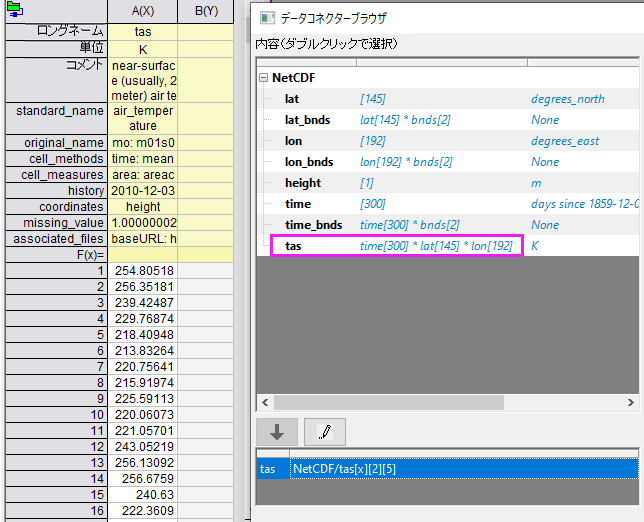 A(X) B(Y)
ロングネーム tas
単位 K
コメント near-surfac
e (usually, 2
meter) air te
standard_name air_temper
ature
original_name mo: m01s0
cell_methods time: mean
cell_measures area: areac
history 2010-12-03
coordinates height
missing_value 1.00000002
associated_files baseURL: h
F(x)=
1 254.80518
2 256.35181
3 239.42487
4 229.76874
5 218.40948
6 213.83264
7 220.75641
8 215.91974
9 225.59113
10 220.06073
11 221.05701
12 243.05219
13 256.13092
14 256.6759
15 240.63
16 222.3609
データコネクターブラウザ
内容(ダブルクリックで選択)
NetCDF
lat [145] degrees_north
lat_bnds lat[145] * bnds[2] None
lon [192] degrees_east
lon_bnds lon[192] * bnds[2] None
height [1] m
time [300] days since 1859-12-0
time_bnds time[300] * bnds[2] None
tas time[300] * lat[145] * lon[192] K
tas NetCDF/tas[x][2][5]